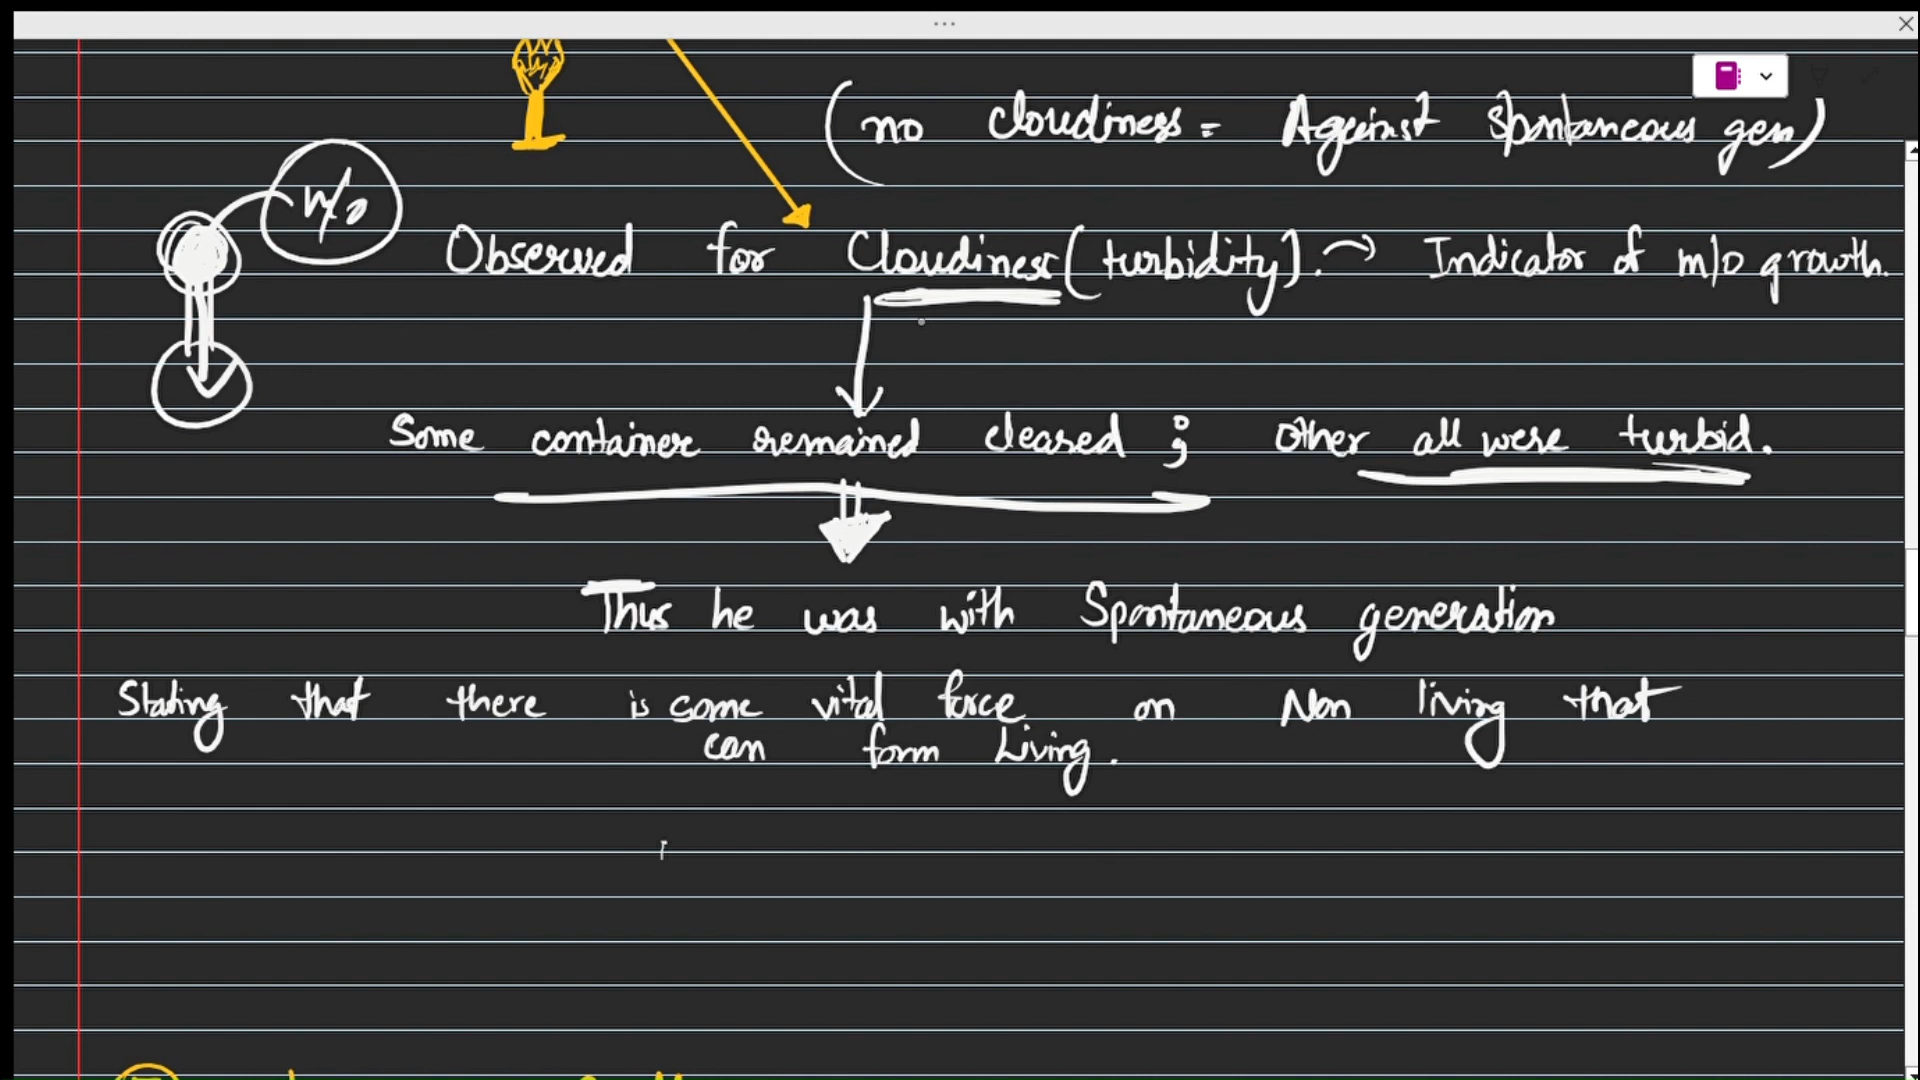 (no cloudiness = Against Spontaneous gen)
m/o
Observed for Cloudiness (turbidity). → Indicator of m/o growth.
Some container remained cleared ; Other all were turbid.
Thus he was with Spontaneous generation
Stating that there is some vital force on Non living that
can form Living.